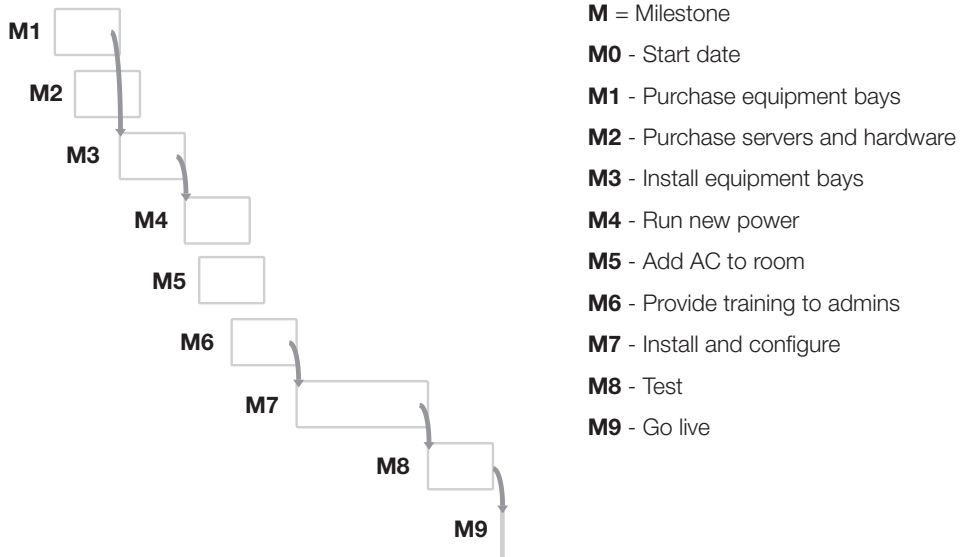 M1
M2
M3
M4
M5
M6
M7
M8
M9
M = Milestone
M0 - Start date
M1 - Purchase equipment bays
M2 - Purchase servers and hardware
M3 - Install equipment bays
M4 - Run new power
M5 - Add AC to room
M6 - Provide training to admins
M7 - Install and configure
M8 - Test
M9 - Go live